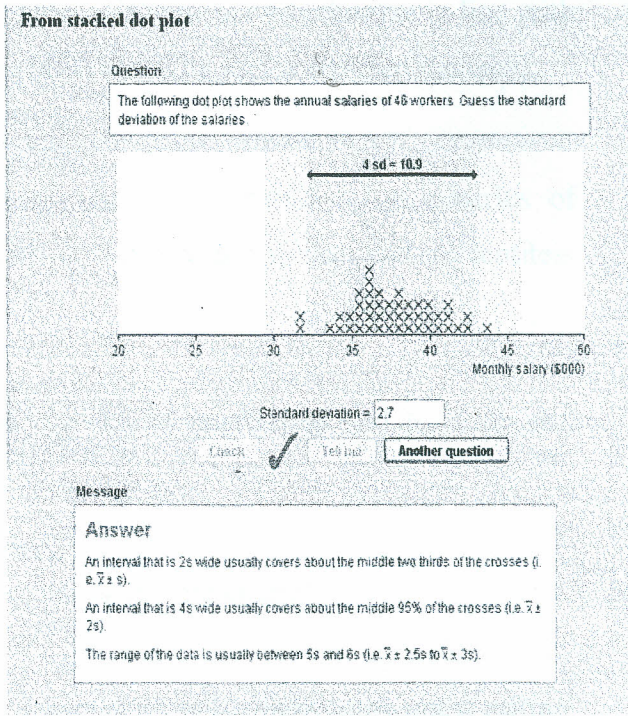 From stacked dot plot
Question
The following dot plot shows the annual salaries of 46 workers. Guess the standard
deviation of the salaries.
4 sd = 10.9
20 25 30 35 40 45 50
Monthly salary ($000)
Standard deviation = 2.7
Check Tell me Another question
Message
Answer
An interval that is 2s wide usually covers about the middle two thirds of the crosses (i.
e. x̅ ± s).
An interval that is 4s wide usually covers about the middle 95% of the crosses (i.e. x̅ ±
2s).
The range of the data is usually between 5s and 6s (i.e. x̅ ± 2.5s to x̅ ± 3s).